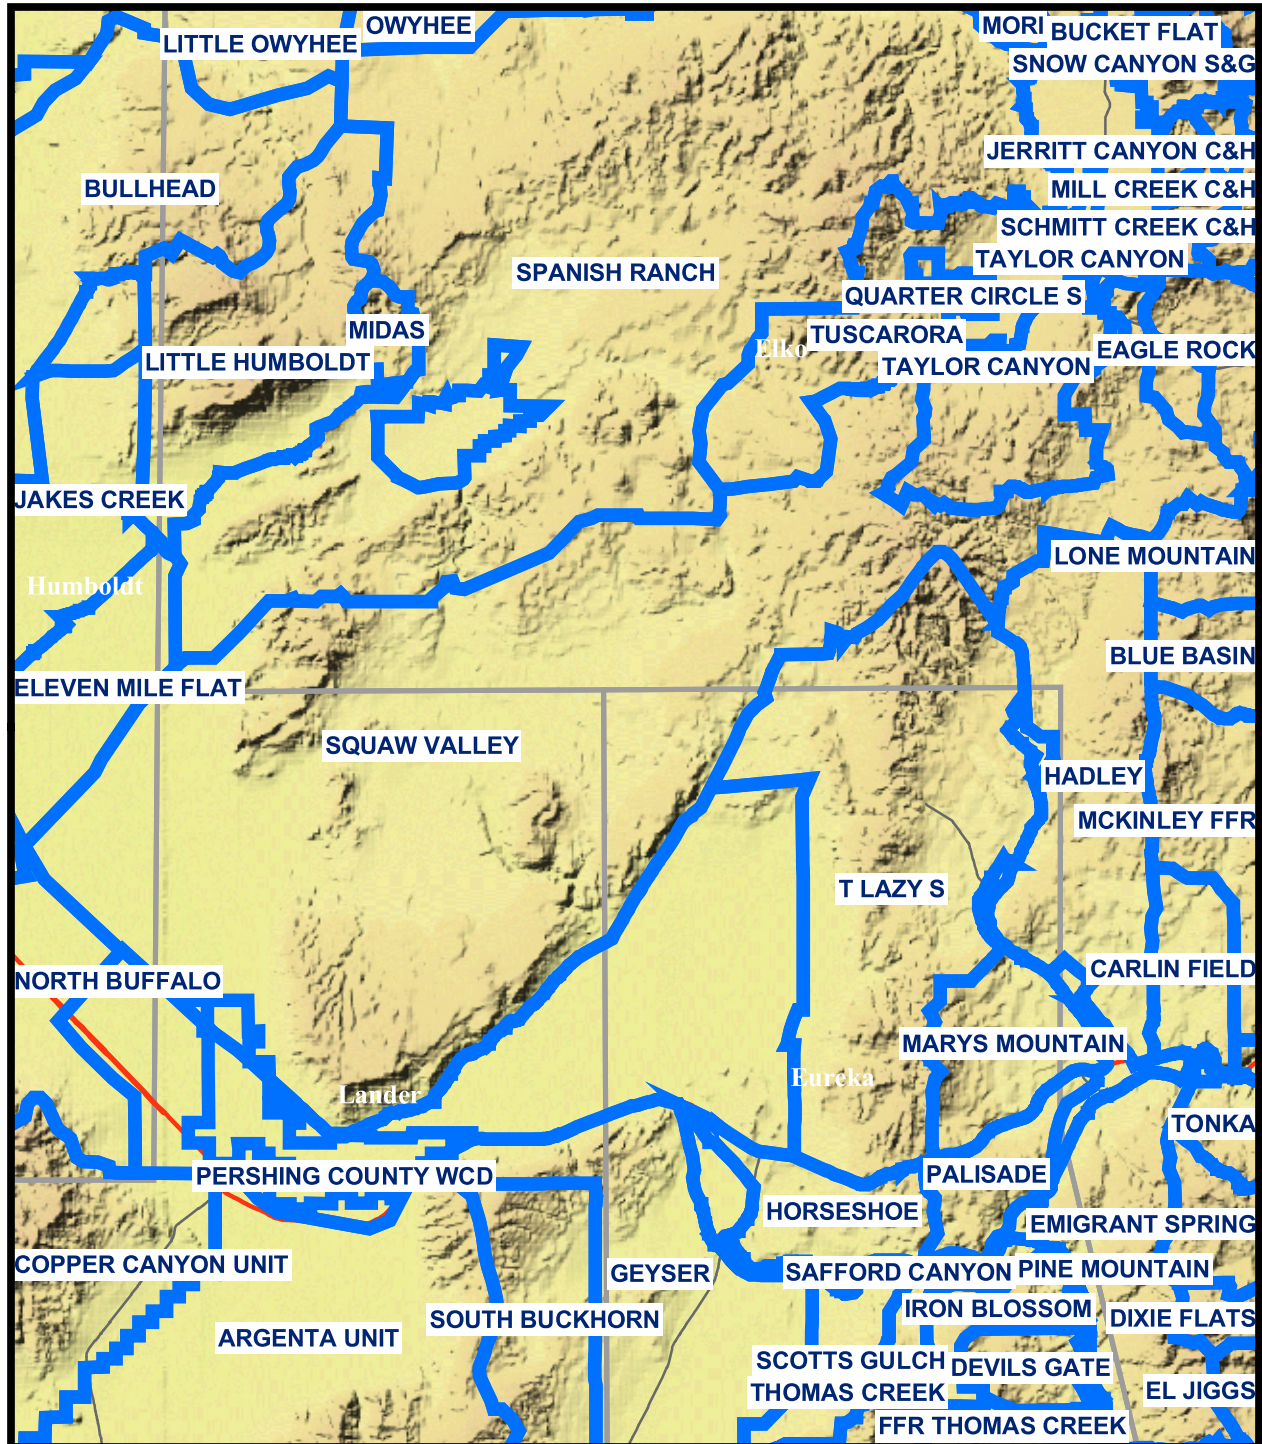 OWYHEE
MORI
BUCKET FLAT
LITTLE OWYHEE
SNOW CANYON S&G
JERRITT CANYON C&H
BULLHEAD
MILL CREEK C&H
SCHMITT CREEK C&H
TAYLOR CANYON
SPANISH RANCH
QUARTER CIRCLE S
MIDAS
TUSCARORA
Elko
EAGLE ROCK
LITTLE HUMBOLDT
TAYLOR CANYON
JAKES CREEK
LONE MOUNTAIN
Humboldt
BLUE BASIN
ELEVEN MILE FLAT
SQUAW VALLEY
HADLEY
MCKINLEY FFR
T LAZY S
CARLIN FIELD
NORTH BUFFALO
MARYS MOUNTAIN
Eureka
Lander
TONKA
PERSHING COUNTY WCD
PALISADE
HORSESHOE
EMIGRANT SPRING
COPPER CANYON UNIT
GEYSER
SAFFORD CANYON
PINE MOUNTAIN
IRON BLOSSOM
SOUTH BUCKHORN
DIXIE FLATS
ARGENTA UNIT
SCOTTS GULCH
DEVILS GATE
THOMAS CREEK
EL JIGGS
FFR THOMAS CREEK